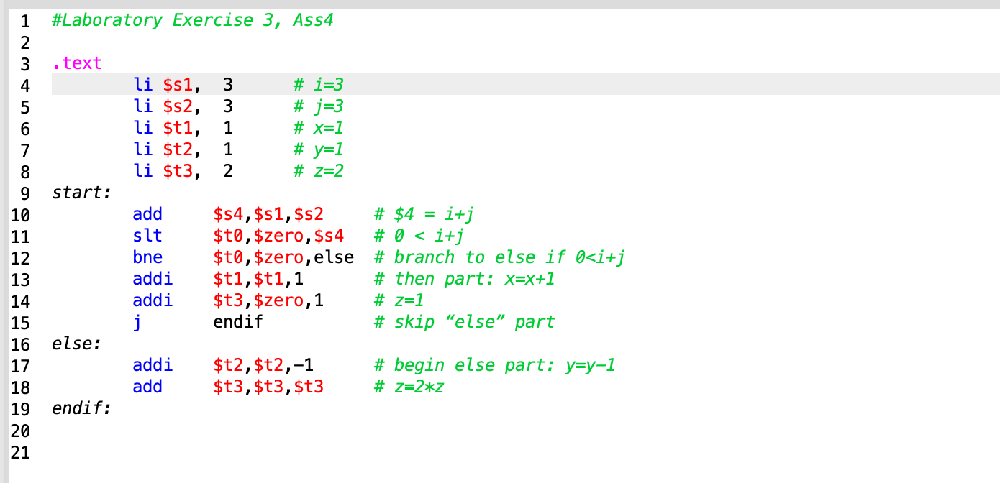 1 #Laboratory Exercise 3, Ass4
2
3 .text
4 li $s1, 3 # i=3
5 li $s2, 3 # j=3
6 li $t1, 1 # x=1
7 li $t2, 1 # y=1
8 li $t3, 2 # z=2
9 start:
10 add $s4,$s1,$s2 # $4 = i+j
11 slt $t0,$zero,$s4 # 0 < i+j
12 bne $t0,$zero,else # branch to else if 0<i+j
13 addi $t1,$t1,1 # then part: x=x+1
14 addi $t3,$zero,1 # z=1
15 j endif # skip “else” part
16 else:
17 addi $t2,$t2,-1 # begin else part: y=y-1
18 add $t3,$t3,$t3 # z=2*z
19 endif:
20
21